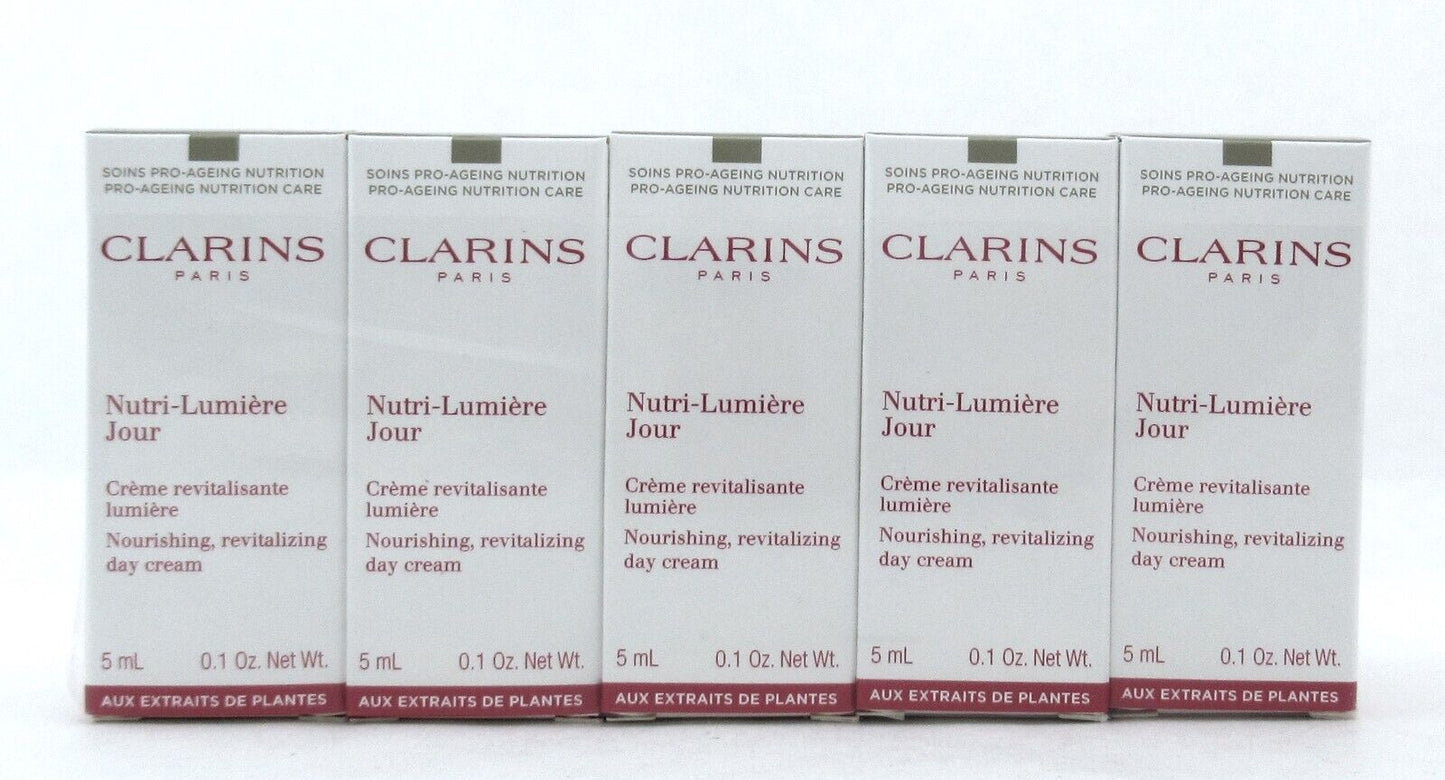 SOINS PRO-AGEING NUTRITION
PRO-AGEING NUTRITION CARE
CLARINS
PARIS
Nutri-Lumière
Jour
Crème revitalisante
lumière
Nourishing, revitalizing
day cream
5 mL 0.1 Oz. Net Wt.
AUX EXTRAITS DE PLANTES
SOINS PRO-AGEING NUTRITION
PRO-AGEING NUTRITION CARE
CLARINS
PARIS
Nutri-Lumière
Jour
Crème revitalisante
lumière
Nourishing, revitalizing
day cream
5 mL 0.1 Oz. Net Wt.
AUX EXTRAITS DE PLANTES
SOINS PRO-AGEING NUTRITION
PRO-AGEING NUTRITION CARE
CLARINS
PARIS
Nutri-Lumière
Jour
Crème revitalisante
lumière
Nourishing, revitalizing
day cream
5 mL 0.1 Oz. Net Wt.
AUX EXTRAITS DE PLANTES
SOINS PRO-AGEING NUTRITION
PRO-AGEING NUTRITION CARE
CLARINS
PARIS
Nutri-Lumière
Jour
Crème revitalisante
lumière
Nourishing, revitalizing
day cream
5 mL 0.1 Oz. Net Wt.
AUX EXTRAITS DE PLANTES
SOINS PRO-AGEING NUTRITION
PRO-AGEING NUTRITION CARE
CLARINS
PARIS
Nutri-Lumière
Jour
Crème revitalisante
lumière
Nourishing, revitalizing
day cream
5 mL 0.1 Oz. Net Wt.
AUX EXTRAITS DE PLANTES